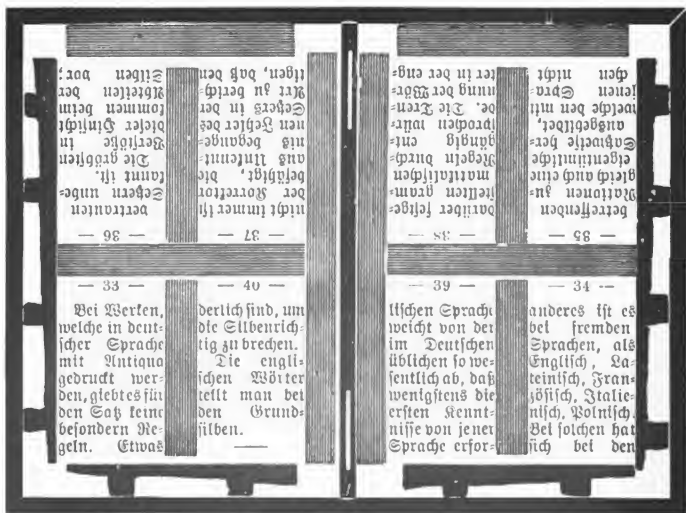 — 33 —
Bei Werken,
welche in deut-
scher Sprache
mit Antiqua
gedruckt wer-
den, giebt es für
den Satz keine
besondern Re-
geln. Etwas
— 34 —
anderes ist es
bei fremden
Sprachen, als
Englisch, La-
teinisch, Fran-
zösisch, Italie-
nisch, Polnisch.
Bei solchen hat
sich bei den
— 35 —
betreffenden
Nationen zu-
gleich auch eine
eigentümliche
Satzweise her-
ausgebildet,
welche den mit
jenen Spra-
chen nicht
— 36 —
vertrauten
Setzern unbe-
kannt ist.
Die größten
Verstöße in
dieser Hinsicht
kommen beim
Abteilen der
Silben vor;
— 37 —
nicht immer ist
der Korrektor
befähigt, die
aus Unkennt-
nis begange-
nen Fehler des
Setzers in der
Art zu berich-
tigen, daß den
— 38 —
darüber festge-
stellten gram-
matikalischen
Regeln durch-
gängig ent-
sprochen wür-
de. Die Tren-
nung der Wör-
ter in der eng-
— 39 —
lischen Sprache
weicht von der
im Deutschen
üblichen so we-
sentlich ab, daß
wenigstens die
ersten Kennt-
nisse von jener
Sprache erfor-
— 40 —
derlich sind, um
die Silben rich-
tig zu brechen.
Die engli-
schen Wörter
teilt man bei
den Grund-
silben.